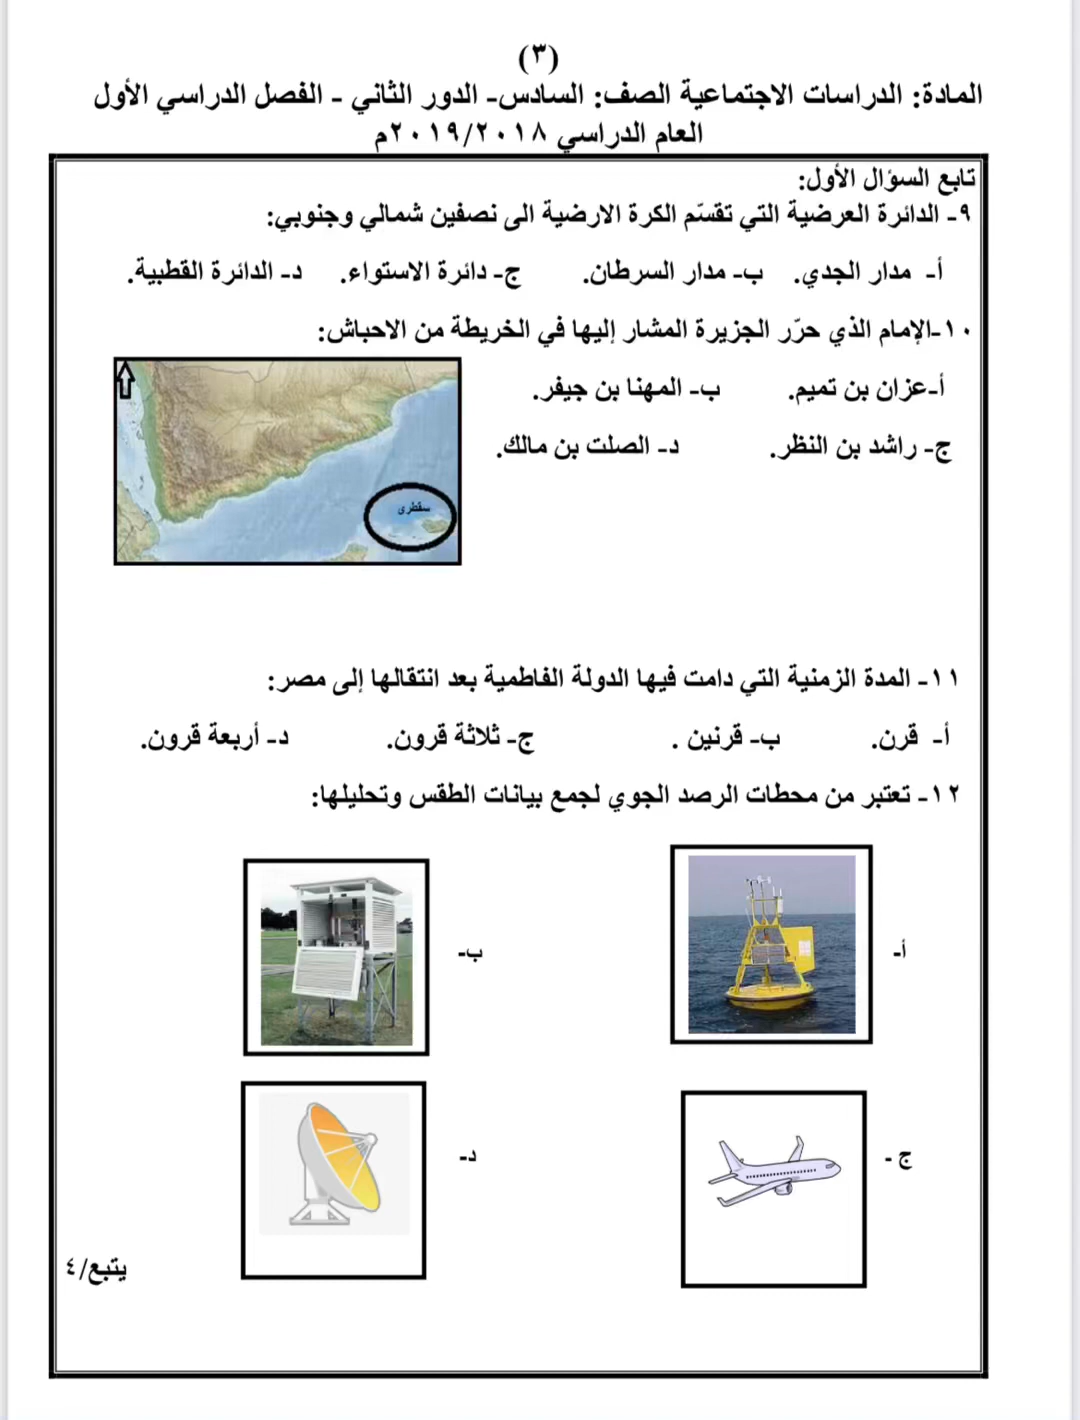 (٣)
المادة: الدراسات الاجتماعية الصف: السادس- الدور الثاني - الفصل الدراسي الأول
العام الدراسي ٢٠١٩/٢٠١٨م
تابع السؤال الأول:
٩- الدائرة العرضية التي تقسّم الكرة الارضية الى نصفين شمالي وجنوبي:
أ- مدار الجدي. ب- مدار السرطان. ج- دائرة الاستواء. د- الدائرة القطبية.
١٠-الإمام الذي حرّر الجزيرة المشار إليها في الخريطة من الاحباش:
أ-عزان بن تميم. ب- المهنا بن جيفر.
ج- راشد بن النظر. د- الصلت بن مالك.
سقطرى
١١- المدة الزمنية التي دامت فيها الدولة الفاطمية بعد انتقالها إلى مصر:
أ- قرن. ب- قرنين . ج- ثلاثة قرون. د- أربعة قرون.
١٢- تعتبر من محطات الرصد الجوي لجمع بيانات الطقس وتحليلها:
أ- ب-
ج - د-
يتبع/٤